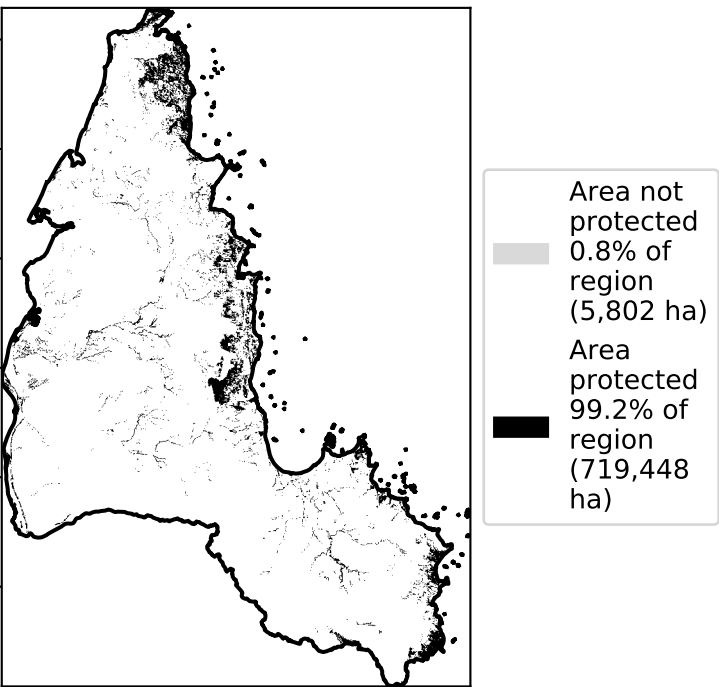 Area not
protected
0.8% of
region
(5,802 ha)
Area
protected
99.2% of
region
(719,448
ha)